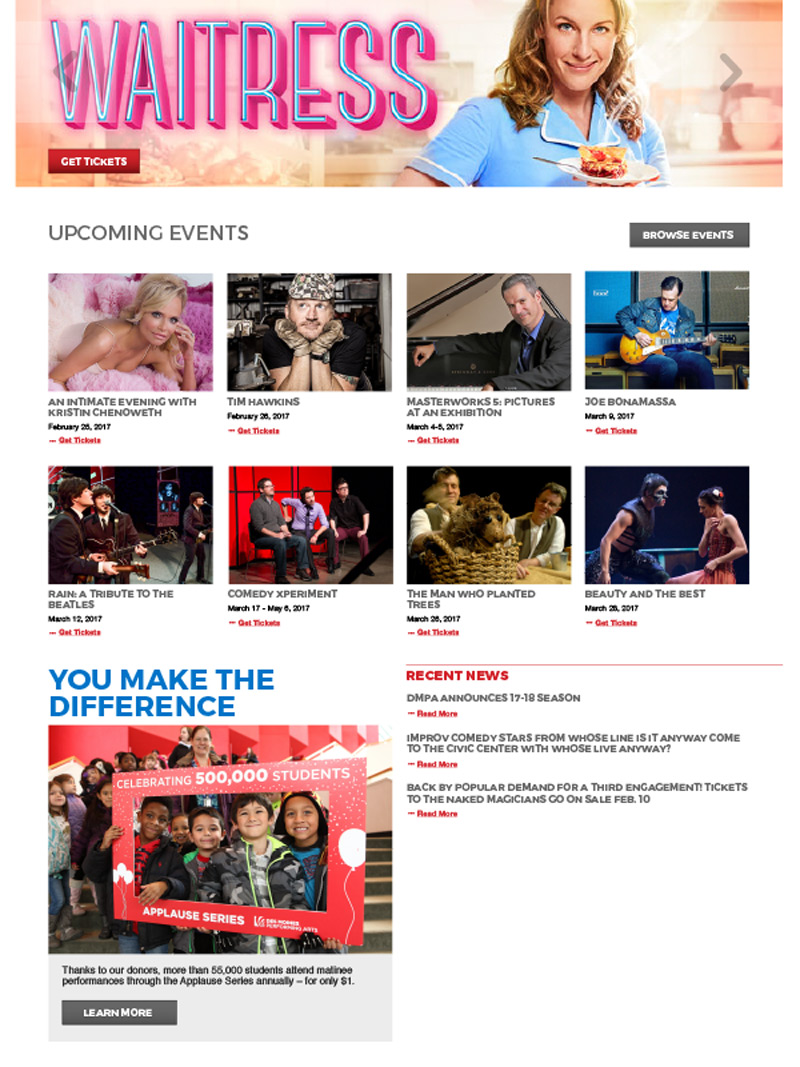 WAITRESS
GET TICKETS
UPCOMING EVENTS
BROWSE EVENTS
AN INTIMATE EVENING WITH
KRISTIN CHENOWETH
February 25, 2017
Get Tickets
TIM HAWKINS
February 26, 2017
Get Tickets
MASTERWORKS 5: PICTURES
AT AN EXHIBITION
March 4-5, 2017
Get Tickets
JOE BONAMASSA
March 9, 2017
Get Tickets
RAIN: A TRIBUTE TO THE
BEATLES
March 12, 2017
Get Tickets
COMEDY XPERIMENT
March 17 - May 6, 2017
Get Tickets
THE MAN WHO PLANTED
TREES
March 26, 2017
Get Tickets
BEAUTY AND THE BEST
March 28, 2017
Get Tickets
YOU MAKE THE
DIFFERENCE
CELEBRATING 500,000 STUDENTS
APPLAUSE SERIES
DES MOINES
PERFORMING ARTS
Thanks to our donors, more than 55,000 students attend matinee
performances through the Applause Series annually – for only $1.
LEARN MORE
RECENT NEWS
DMPA ANNOUNCES 17-18 SEASON
Read More
IMPROV COMEDY STARS FROM WHOSE LINE IS IT ANYWAY COME
TO THE CIVIC CENTER WITH WHOSE LIVE ANYWAY?
Read More
BACK BY POPULAR DEMAND FOR A THIRD ENGAGEMENT! TICKETS
TO THE NAKED MAGICIANS GO ON SALE FEB. 10
Read More